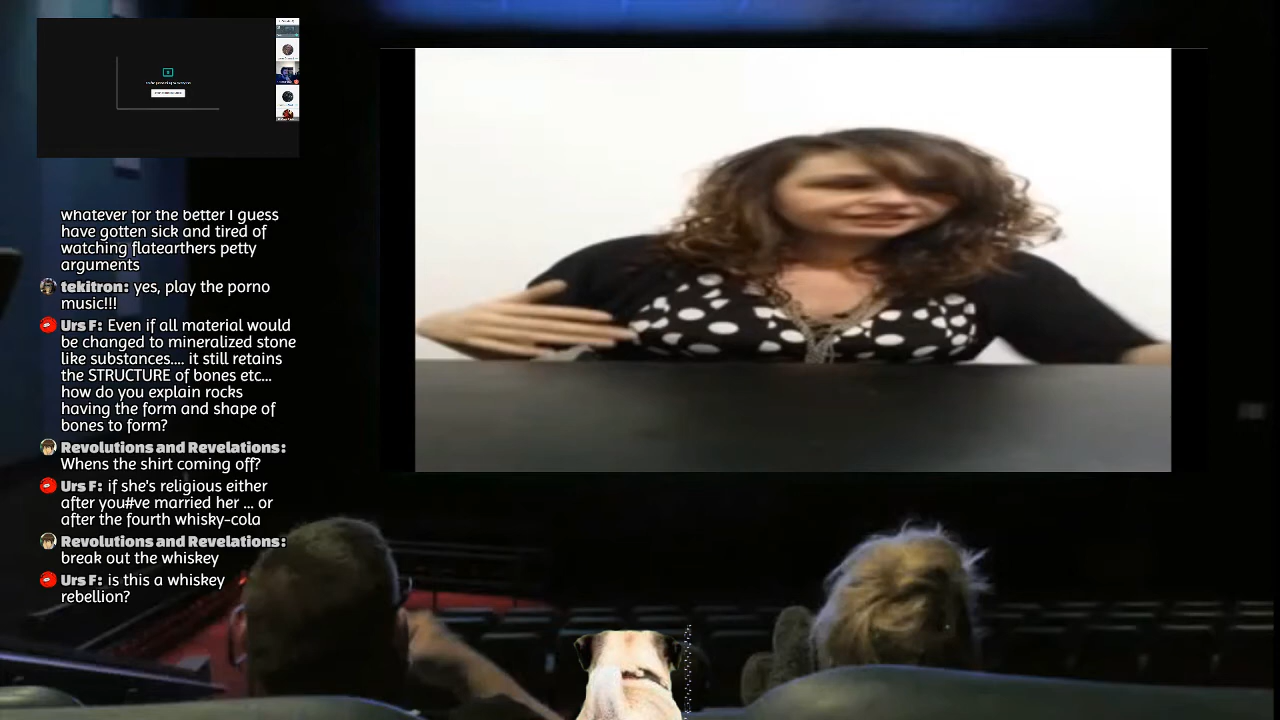 whatever for the better I guess
have gotten sick and tired of
watching flatearthers petty
arguments
tekitron: yes, play the porno
music!!!
Urs F: Even if all material would
be changed to mineralized stone
like substances.... it still retains
the STRUCTURE of bones etc...
how do you explain rocks
having the form and shape of
bones to form?
Revolutions and Revelations:
Whens the shirt coming off?
Urs F: if she's religious either
after you#ve married her ... or
after the fourth whisky-cola
Revolutions and Revelations:
break out the whiskey
Urs F: is this a whiskey
rebellion?